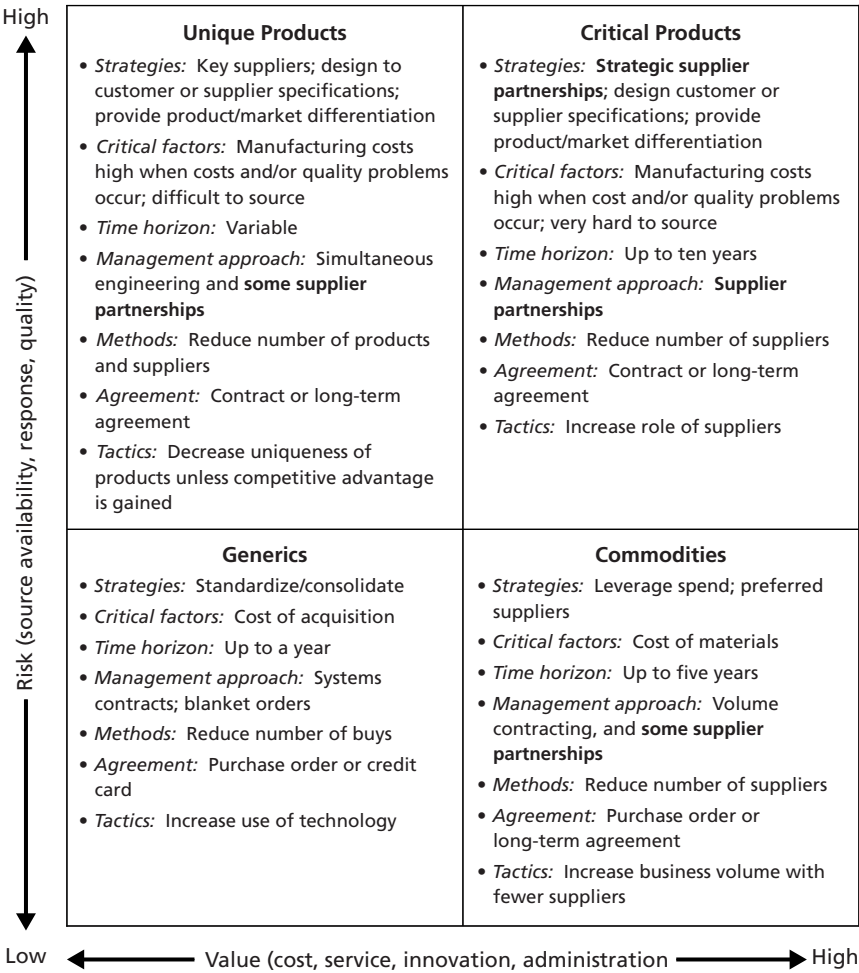 High
Unique Products
• Strategies: Key suppliers; design to
customer or supplier specifications;
provide product/market differentiation
• Critical factors: Manufacturing costs
high when costs and/or quality problems
occur; difficult to source
• Time horizon: Variable
• Management approach: Simultaneous
engineering and some supplier
partnerships
• Methods: Reduce number of products
and suppliers
• Agreement: Contract or long-term
agreement
• Tactics: Decrease uniqueness of
products unless competitive advantage
is gained
Critical Products
• Strategies: Strategic supplier
partnerships; design customer or
supplier specifications; provide
product/market differentiation
• Critical factors: Manufacturing costs
high when cost and/or quality problems
occur; very hard to source
• Time horizon: Up to ten years
• Management approach: Supplier
partnerships
• Methods: Reduce number of suppliers
• Agreement: Contract or long-term
agreement
• Tactics: Increase role of suppliers
Risk (source availability, response, quality)
Generics
• Strategies: Standardize/consolidate
• Critical factors: Cost of acquisition
• Time horizon: Up to a year
• Management approach: Systems
contracts; blanket orders
• Methods: Reduce number of buys
• Agreement: Purchase order or credit
card
• Tactics: Increase use of technology
Commodities
• Strategies: Leverage spend; preferred
suppliers
• Critical factors: Cost of materials
• Time horizon: Up to five years
• Management approach: Volume
contracting, and some supplier
partnerships
• Methods: Reduce number of suppliers
• Agreement: Purchase order or
long-term agreement
• Tactics: Increase business volume with
fewer suppliers
Low
Value (cost, service, innovation, administration
High